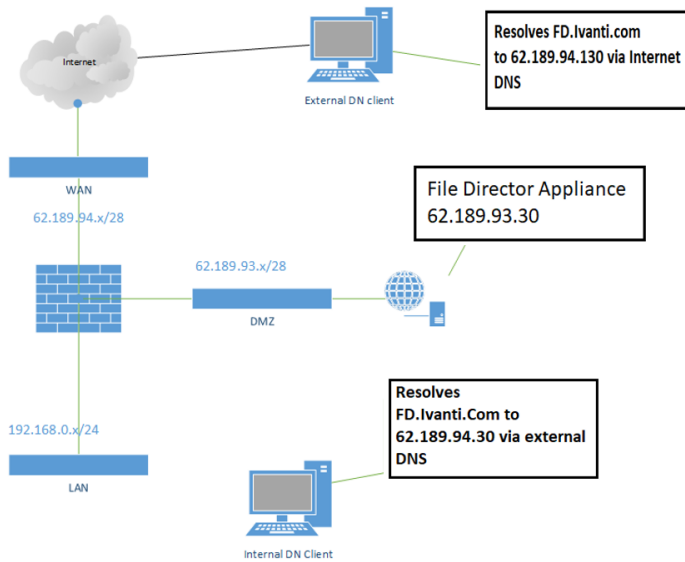 Internet
External DN client
Resolves FD.Ivanti.com
to 62.189.94.130 via Internet
DNS
WAN
62.189.94.x/28
File Director Appliance
62.189.93.30
62.189.93.x/28
DMZ
Resolves
FD.Ivanti.Com to
62.189.94.30 via external
DNS
192.168.0.x/24
LAN
Internal DN Client